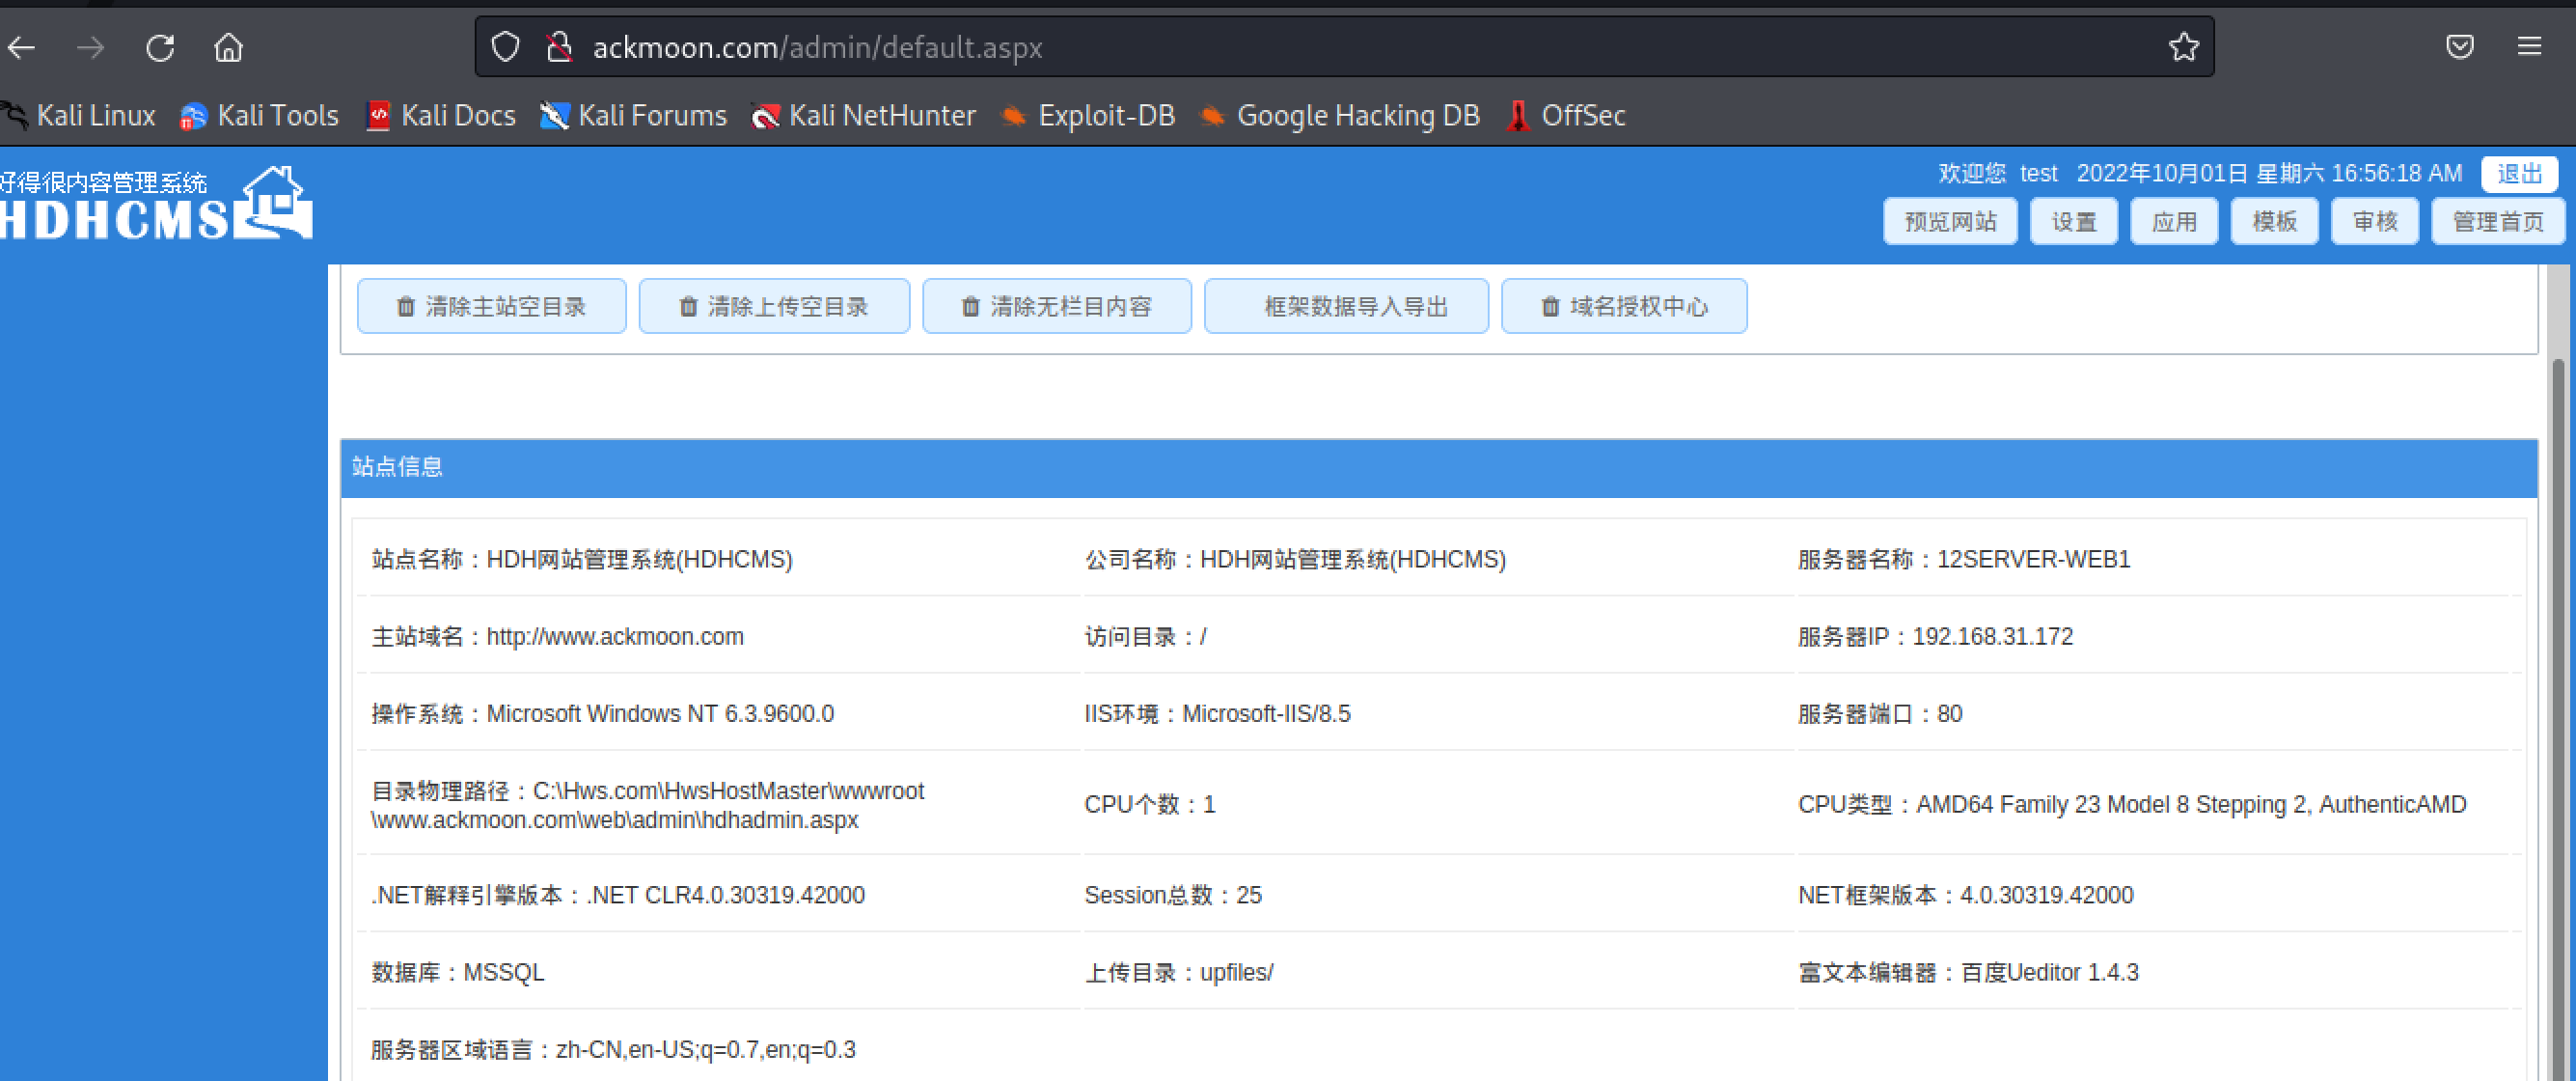 ackmoon.com/admin/default.aspx
Kali Linux Kali Tools Kali Docs Kali Forums Kali NetHunter Exploit-DB Google Hacking DB OffSec
好得很内容管理系统
HDHCMS
欢迎您 test 2022年10月01日 星期六 16:56:18 AM 退出
预览网站 设置 应用 模板 审核 管理首页
清除主站空目录 清除上传空目录 清除无栏目内容 框架数据导入导出 域名授权中心
站点信息
站点名称：HDH网站管理系统(HDHCMS) 公司名称：HDH网站管理系统(HDHCMS) 服务器名称：12SERVER-WEB1
主站域名：http://www.ackmoon.com 访问目录：/ 服务器IP：192.168.31.172
操作系统：Microsoft Windows NT 6.3.9600.0 IIS环境：Microsoft-IIS/8.5 服务器端口：80
目录物理路径：C:\Hws.com\HwsHostMaster\wwwroot
\www.ackmoon.com\web\admin\hdhadmin.aspx CPU个数：1 CPU类型：AMD64 Family 23 Model 8 Stepping 2, AuthenticAMD
.NET解释引擎版本：.NET CLR4.0.30319.42000 Session总数：25 NET框架版本：4.0.30319.42000
数据库：MSSQL 上传目录：upfiles/ 富文本编辑器：百度Ueditor 1.4.3
服务器区域语言：zh-CN,en-US;q=0.7,en;q=0.3